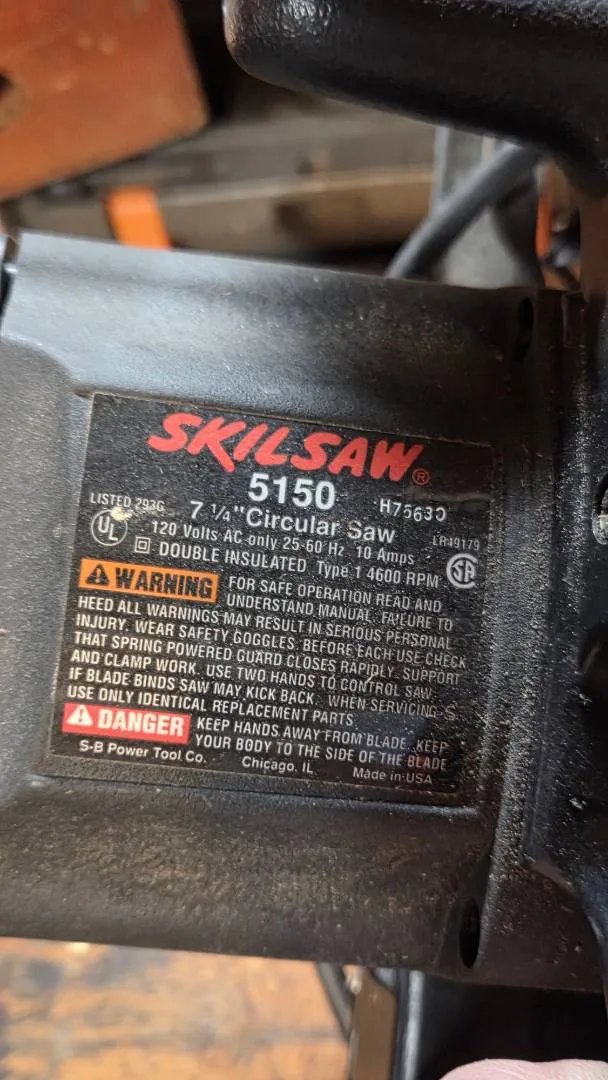 SKILSAW®
5150 H75630
LISTED 293G 7 1/4" Circular Saw LR49179
UL 120 Volts AC only 25-60 Hz 10 Amps SA
DOUBLE INSULATED Type 1 4600 RPM
WARNING FOR SAFE OPERATION READ AND
UNDERSTAND MANUAL. FAILURE TO
HEED ALL WARNINGS MAY RESULT IN SERIOUS PERSONAL
INJURY. WEAR SAFETY GOGGLES. BEFORE EACH USE CHECK
THAT SPRING POWERED GUARD CLOSES RAPIDLY. SUPPORT
AND CLAMP WORK. USE TWO HANDS TO CONTROL SAW.
IF BLADE BINDS SAW MAY KICK BACK. WHEN SERVICING
USE ONLY IDENTICAL REPLACEMENT PARTS.
DANGER KEEP HANDS AWAY FROM BLADE. KEEP
YOUR BODY TO THE SIDE OF THE BLADE
S-B Power Tool Co. Chicago, IL Made in USA